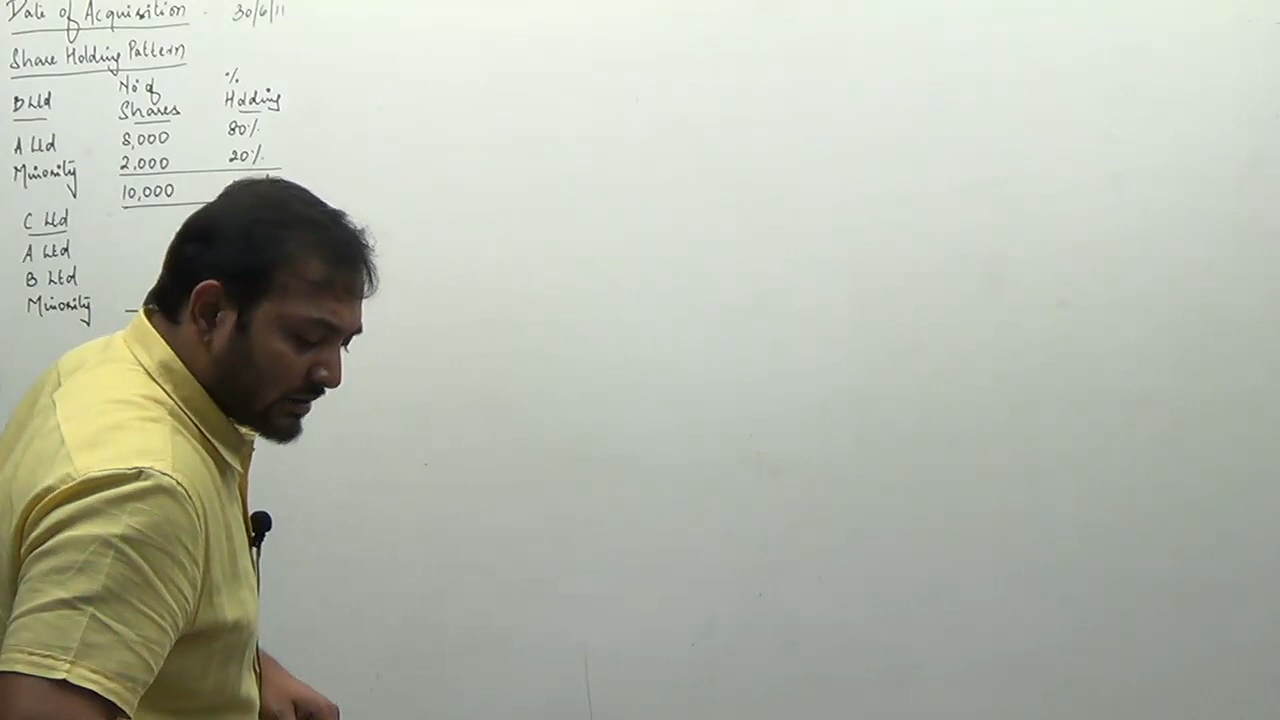 Date of Acquisition - 30/6/11
Share Holding Pattern
B Ltd No of Shares % Holding
A Ltd 8,000 80%
Minority 2,000 20%
10,000
C Ltd
A Ltd
B Ltd
Minority